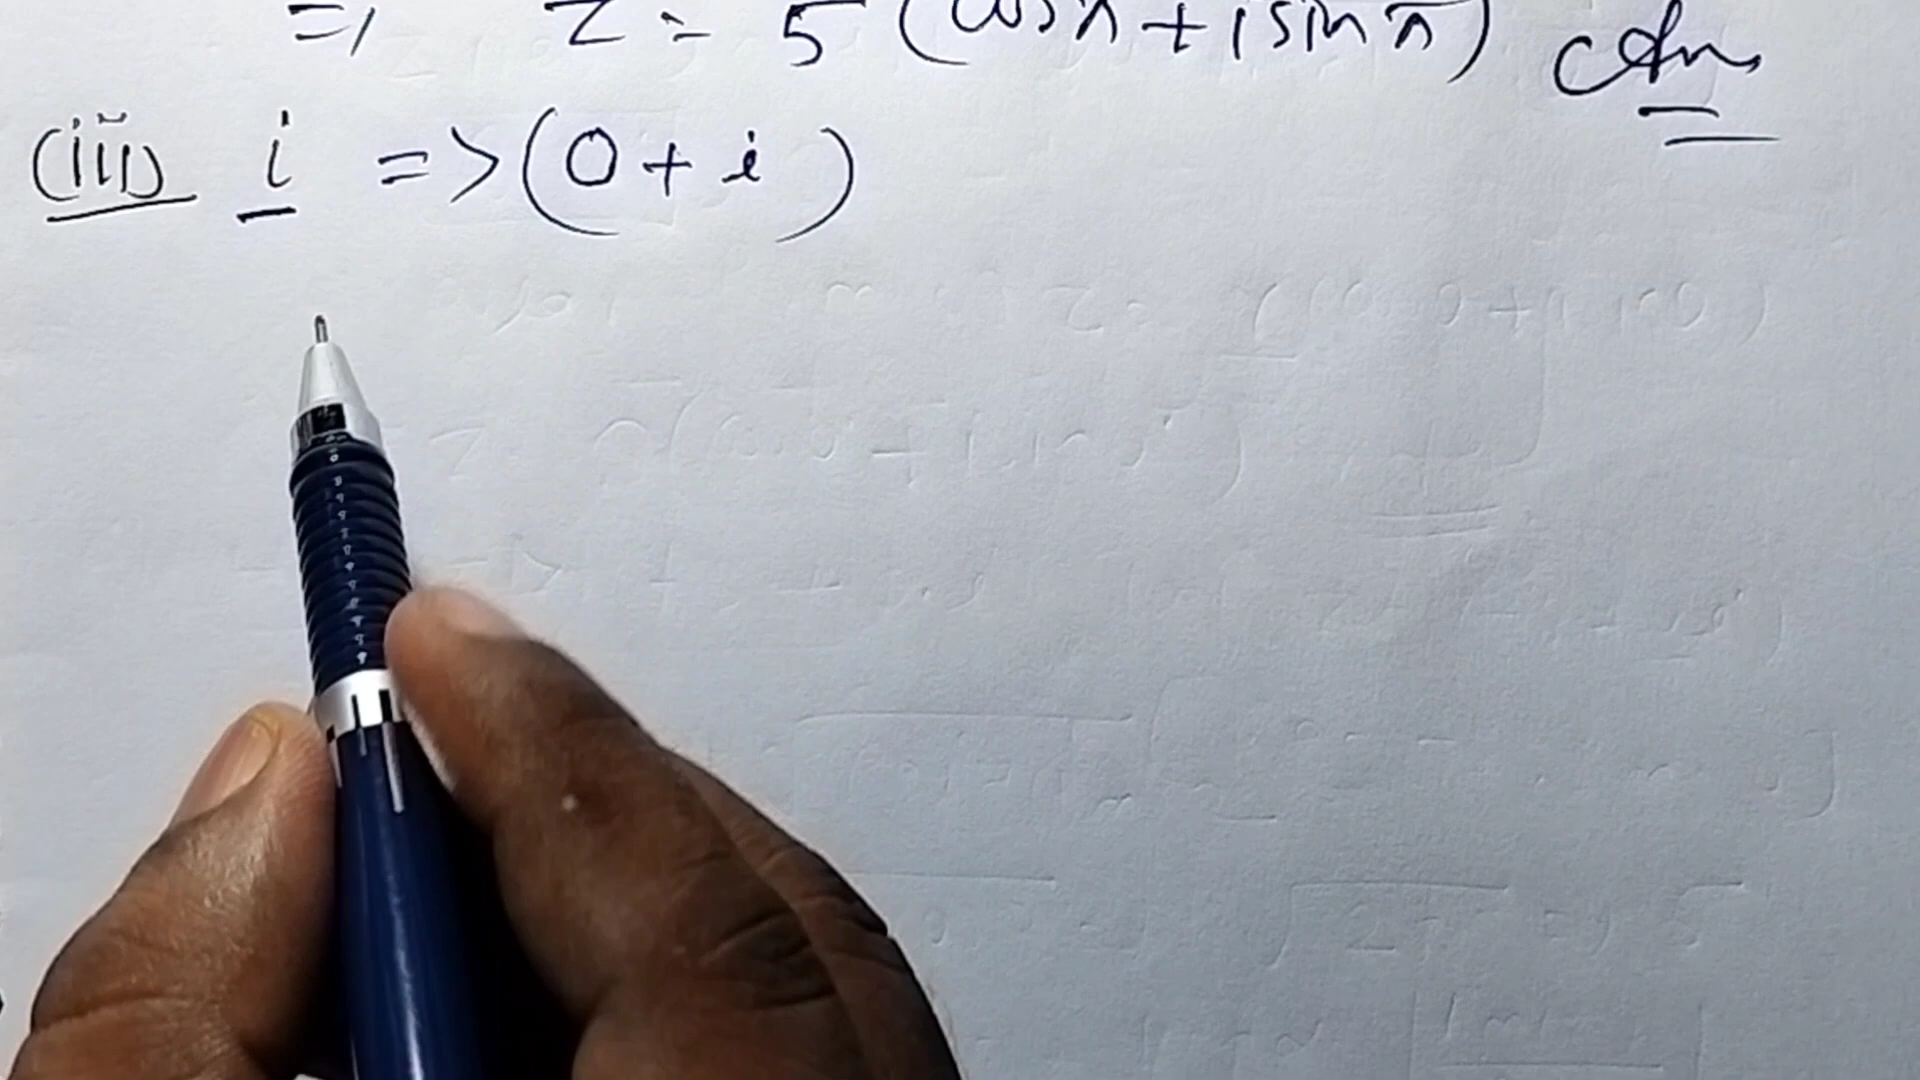 => z = 5 (cos π + i sin π) Ans
(iii) i => (0 + i)